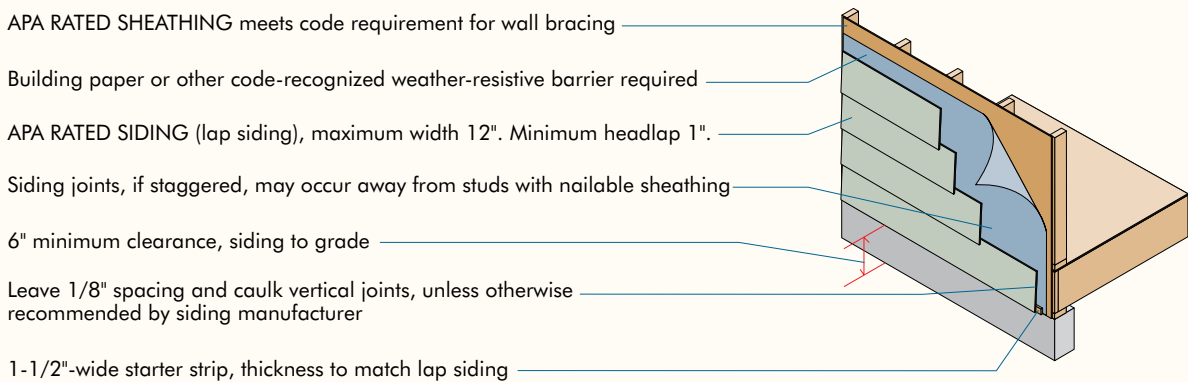 APA RATED SHEATHING meets code requirement for wall bracing
Building paper or other code-recognized weather-resistive barrier required
APA RATED SIDING (lap siding), maximum width 12". Minimum headlap 1".
Siding joints, if staggered, may occur away from studs with nailable sheathing
6" minimum clearance, siding to grade
Leave 1/8" spacing and caulk vertical joints, unless otherwise
recommended by siding manufacturer
1-1/2"-wide starter strip, thickness to match lap siding